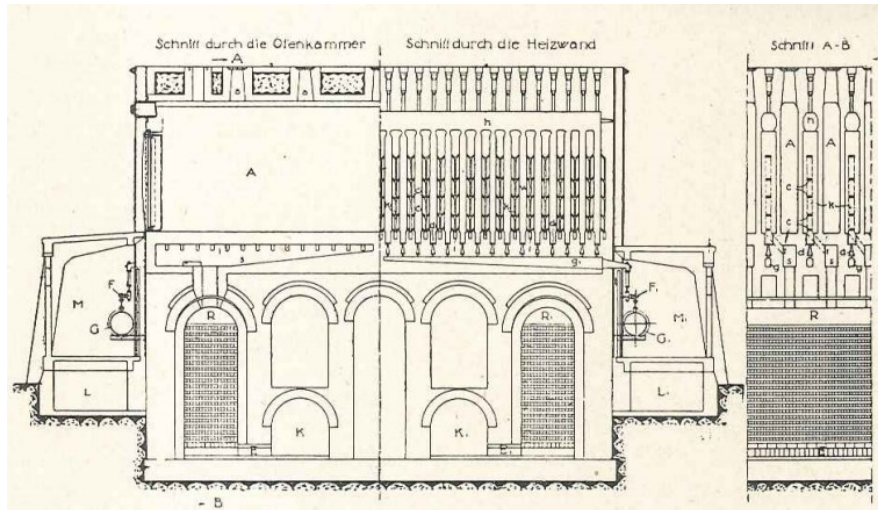 Schnitt durch die Ofenkammer
Schnitt durch die Heizwand
Schnitt A-B
A
h
h
A
A
A
c
c
k
c
c
k
s
g.
d
s
s
d
g
g
F
F.
M
R
R.
M.
R
G
G.
L
K
K.
L.
E.
E
- B